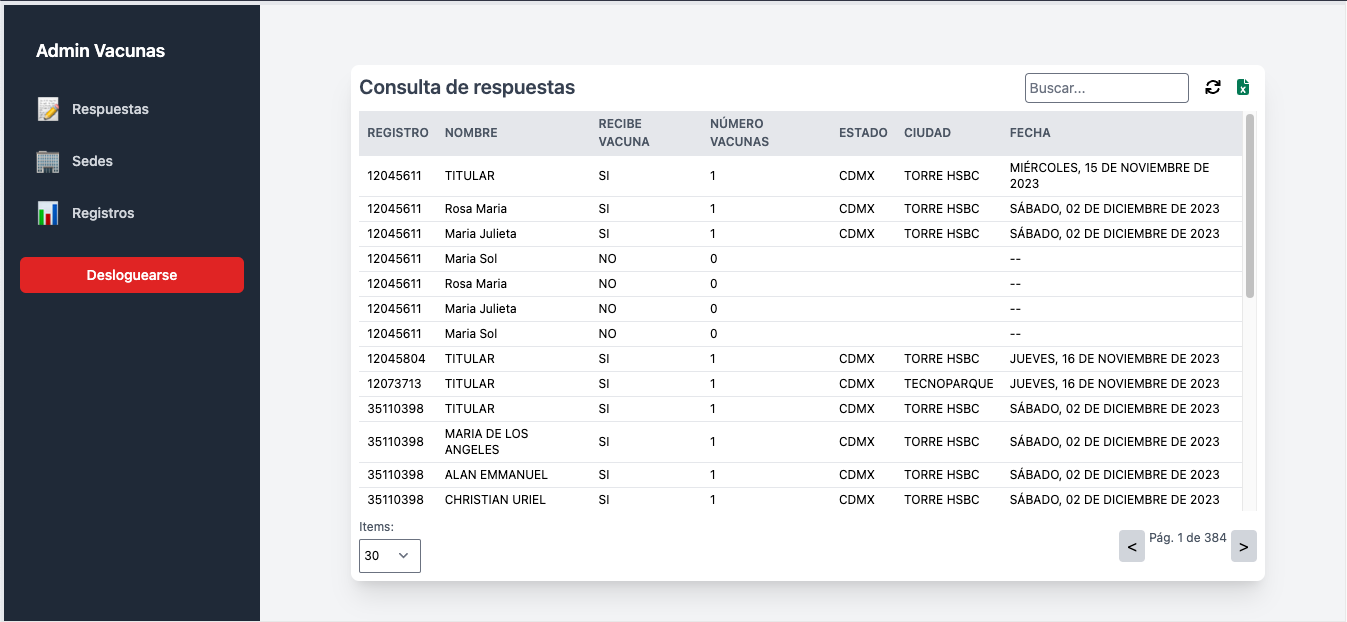 Admin Vacunas
Respuestas
Sedes
Registros
Desloguearse
Consulta de respuestas
Buscar...
REGISTRO NOMBRE RECIBE VACUNA NÚMERO VACUNAS ESTADO CIUDAD FECHA
12045611 TITULAR SI 1 CDMX TORRE HSBC MIÉRCOLES, 15 DE NOVIEMBRE DE 2023
12045611 Rosa Maria SI 1 CDMX TORRE HSBC SÁBADO, 02 DE DICIEMBRE DE 2023
12045611 Maria Julieta SI 1 CDMX TORRE HSBC SÁBADO, 02 DE DICIEMBRE DE 2023
12045611 Maria Sol NO 0 --
12045611 Rosa Maria NO 0 --
12045611 Maria Julieta NO 0 --
12045611 Maria Sol NO 0 --
12045804 TITULAR SI 1 CDMX TORRE HSBC JUEVES, 16 DE NOVIEMBRE DE 2023
12073713 TITULAR SI 1 CDMX TECNOPARQUE JUEVES, 16 DE NOVIEMBRE DE 2023
35110398 TITULAR SI 1 CDMX TORRE HSBC SÁBADO, 02 DE DICIEMBRE DE 2023
35110398 MARIA DE LOS ANGELES SI 1 CDMX TORRE HSBC SÁBADO, 02 DE DICIEMBRE DE 2023
35110398 ALAN EMMANUEL SI 1 CDMX TORRE HSBC SÁBADO, 02 DE DICIEMBRE DE 2023
35110398 CHRISTIAN URIEL SI 1 CDMX TORRE HSBC SÁBADO, 02 DE DICIEMBRE DE 2023
Items:
30
< Pág. 1 de 384 >